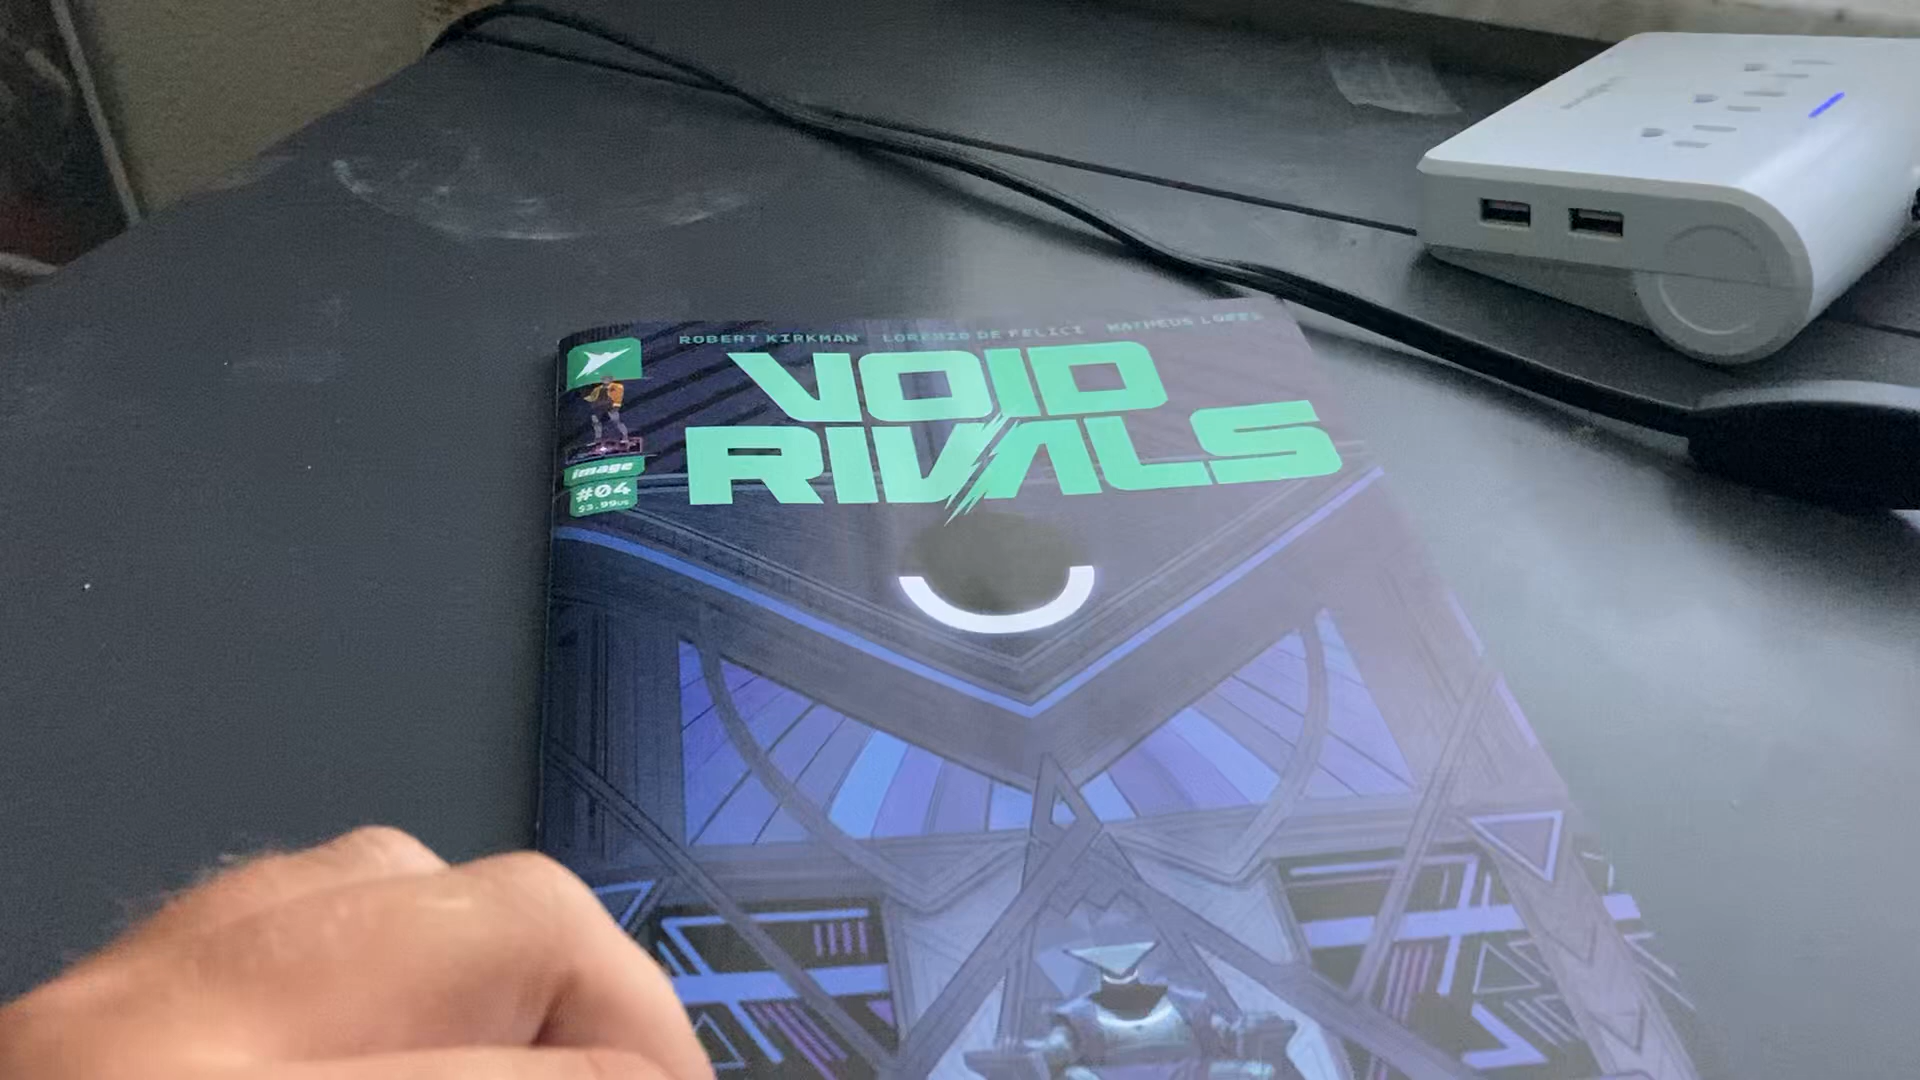 ROBERT KIRKMAN LORENZO DE FELICI MATHEUS LOPES
VOID
RIVALS
image
#04
$3.99US